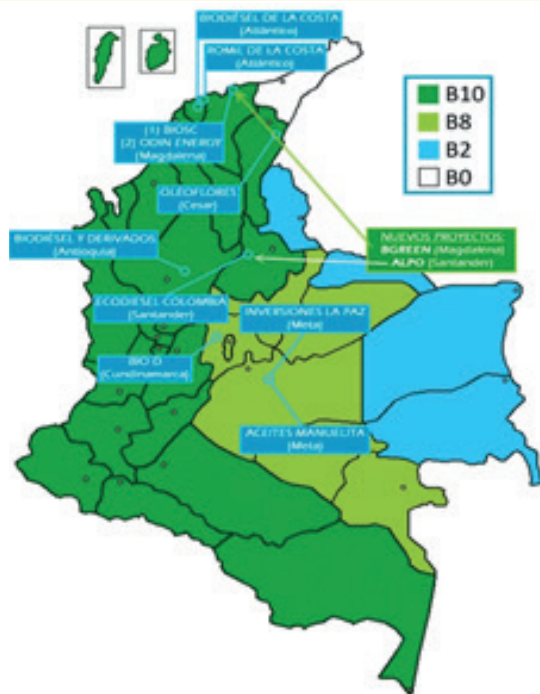 BIODIÉSEL DE LA COSTA
(Atlántico)
ROMIL DE LA COSTA
(Atlántico)
B10
B8
B2
B0
(1) BIOSC
(2) ODIN ENERGY
(Magdalena)
OLEOFLORES
(Cesar)
BIODIÉSEL Y DERIVADOS
(Antioquia)
NUEVOS PROYECTOS:
BGREEN (Magdalena)
ALPO (Santander)
ECODIESEL COLOMBIA
(Santander)
INVERSIONES LA PAZ
(Meta)
BIO D
(Cundinamarca)
ACEITES MANUELITA
(Meta)